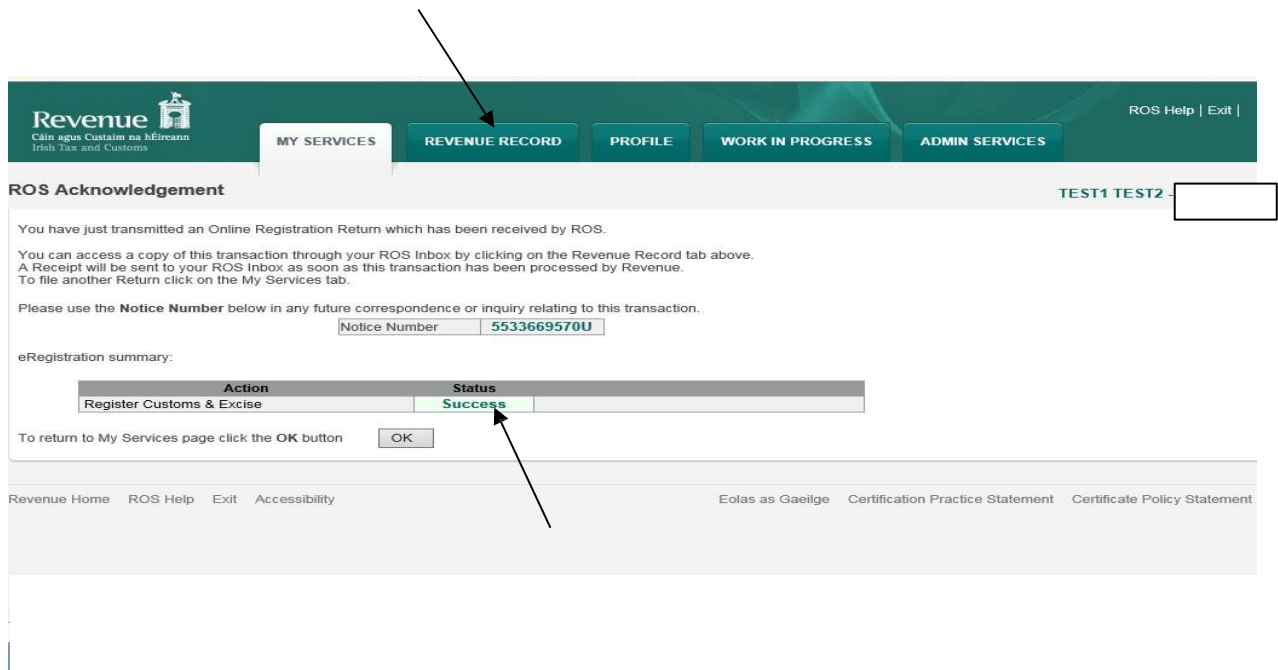 Revenue
Cáin agus Custaim na hÉireann
Irish Tax and Customs
ROS Help | Exit |
MY SERVICES
REVENUE RECORD
PROFILE
WORK IN PROGRESS
ADMIN SERVICES
ROS Acknowledgement
TEST1 TEST2 -
You have just transmitted an Online Registration Return which has been received by ROS.
You can access a copy of this transaction through your ROS Inbox by clicking on the Revenue Record tab above.
A Receipt will be sent to your ROS Inbox as soon as this transaction has been processed by Revenue.
To file another Return click on the My Services tab.
Please use the Notice Number below in any future correspondence or inquiry relating to this transaction.
Notice Number 5533669570U
eRegistration summary:
Action Status
Register Customs & Excise Success
To return to My Services page click the OK button OK
Revenue Home ROS Help Exit Accessibility Eolas as Gaeilge Certification Practice Statement Certificate Policy Statement